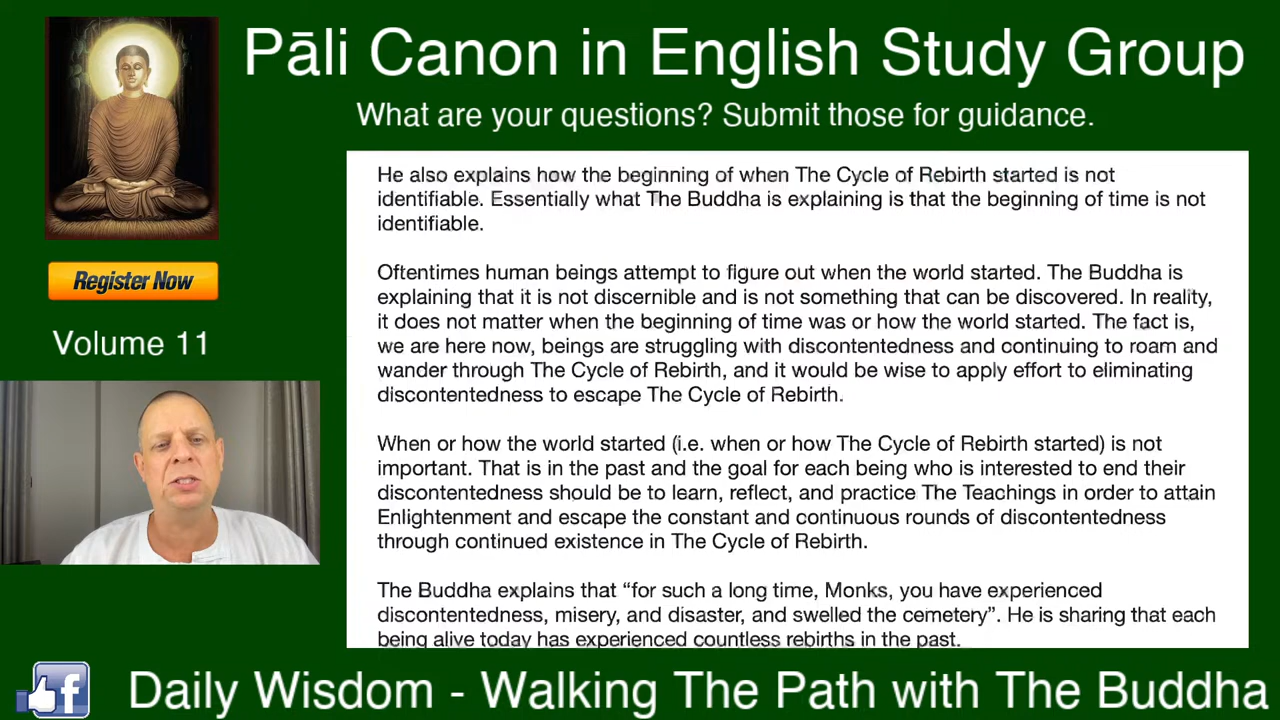 Pāli Canon in English Study Group
What are your questions? Submit those for guidance.
Register Now
Volume 11
He also explains how the beginning of when The Cycle of Rebirth started is not
identifiable. Essentially what The Buddha is explaining is that the beginning of time is not
identifiable.
Oftentimes human beings attempt to figure out when the world started. The Buddha is
explaining that it is not discernible and is not something that can be discovered. In reality,
it does not matter when the beginning of time was or how the world started. The fact is,
we are here now, beings are struggling with discontentedness and continuing to roam and
wander through The Cycle of Rebirth, and it would be wise to apply effort to eliminating
discontentedness to escape The Cycle of Rebirth.
When or how the world started (i.e. when or how The Cycle of Rebirth started) is not
important. That is in the past and the goal for each being who is interested to end their
discontentedness should be to learn, reflect, and practice The Teachings in order to attain
Enlightenment and escape the constant and continuous rounds of discontentedness
through continued existence in The Cycle of Rebirth.
The Buddha explains that “for such a long time, Monks, you have experienced
discontentedness, misery, and disaster, and swelled the cemetery”. He is sharing that each
being alive today has experienced countless rebirths in the past.
f
Daily Wisdom - Walking The Path with The Buddha